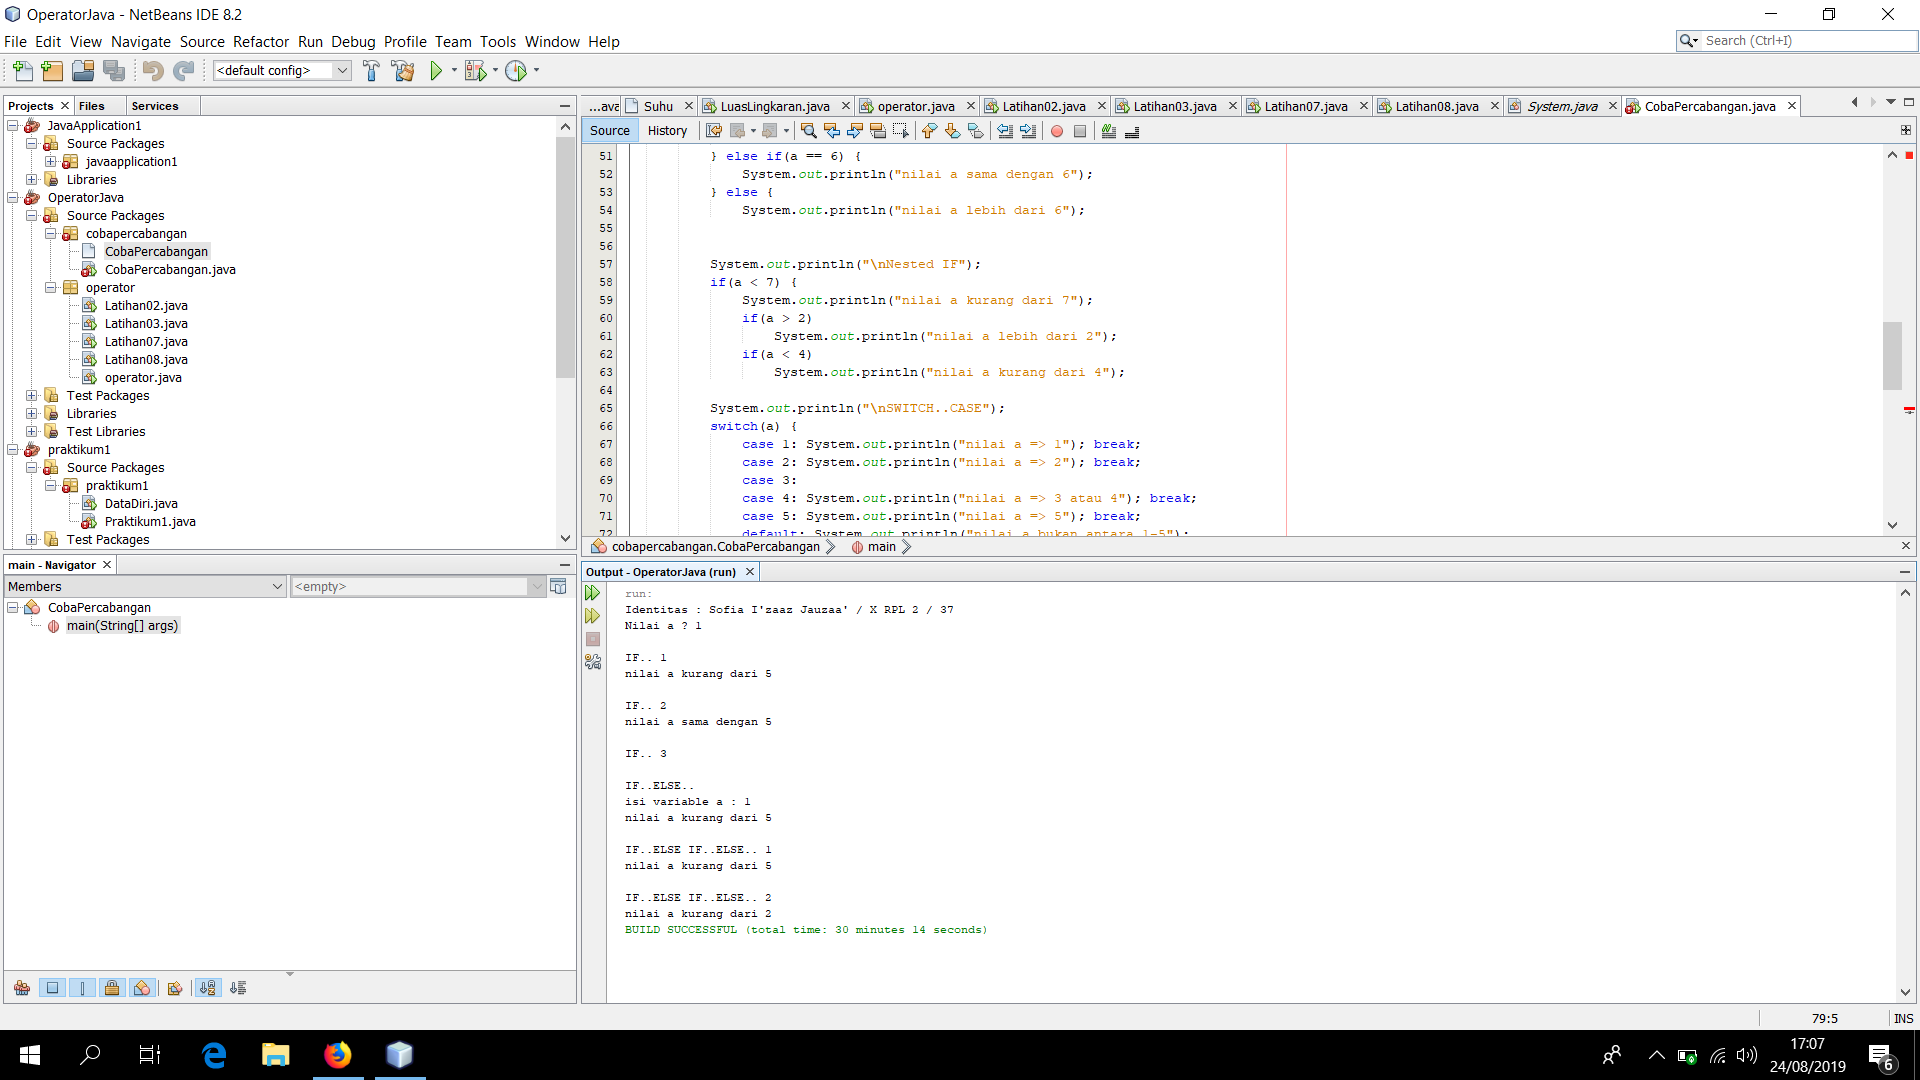 OperatorJava - NetBeans IDE 8.2
File Edit View Navigate Source Refactor Run Debug Profile Team Tools Window Help
Search (Ctrl+I)
<default config>
Projects Files Services
JavaApplication1
Source Packages
javaapplication1
Libraries
OperatorJava
Source Packages
cobapercabangan
CobaPercabangan
CobaPercabangan.java
operator
Latihan02.java
Latihan03.java
Latihan07.java
Latihan08.java
operator.java
Test Packages
Libraries
Test Libraries
praktikum1
Source Packages
praktikum1
DataDiri.java
Praktikum1.java
Test Packages
main - Navigator
Members <empty>
CobaPercabangan
main(String[] args)
...ava Suhu LuasLingkaran.java operator.java Latihan02.java Latihan03.java Latihan07.java Latihan08.java System.java CobaPercabangan.java
Source History
51 } else if(a == 6) {
52 System.out.println("nilai a sama dengan 6");
53 } else {
54 System.out.println("nilai a lebih dari 6");
55
56
57 System.out.println("\nNested IF");
58 if(a < 7) {
59 System.out.println("nilai a kurang dari 7");
60 if(a > 2)
61 System.out.println("nilai a lebih dari 2");
62 if(a < 4)
63 System.out.println("nilai a kurang dari 4");
64
65 System.out.println("\nSWITCH..CASE");
66 switch(a) {
67 case 1: System.out.println("nilai a => 1"); break;
68 case 2: System.out.println("nilai a => 2"); break;
69 case 3:
70 case 4: System.out.println("nilai a => 3 atau 4"); break;
71 case 5: System.out.println("nilai a => 5"); break;
72 default: System.out.println("nilai a bukan antara 1-5");
cobapercabangan.CobaPercabangan main
Output - OperatorJava (run)
run:
Identitas : Sofia I'zaaz Jauzaa' / X RPL 2 / 37
Nilai a ? 1
IF.. 1
nilai a kurang dari 5
IF.. 2
nilai a sama dengan 5
IF.. 3
IF..ELSE..
isi variable a : 1
nilai a kurang dari 5
IF..ELSE IF..ELSE.. 1
nilai a kurang dari 5
IF..ELSE IF..ELSE.. 2
nilai a kurang dari 2
BUILD SUCCESSFUL (total time: 30 minutes 14 seconds)
79:5 INS
17:07
24/08/2019
6